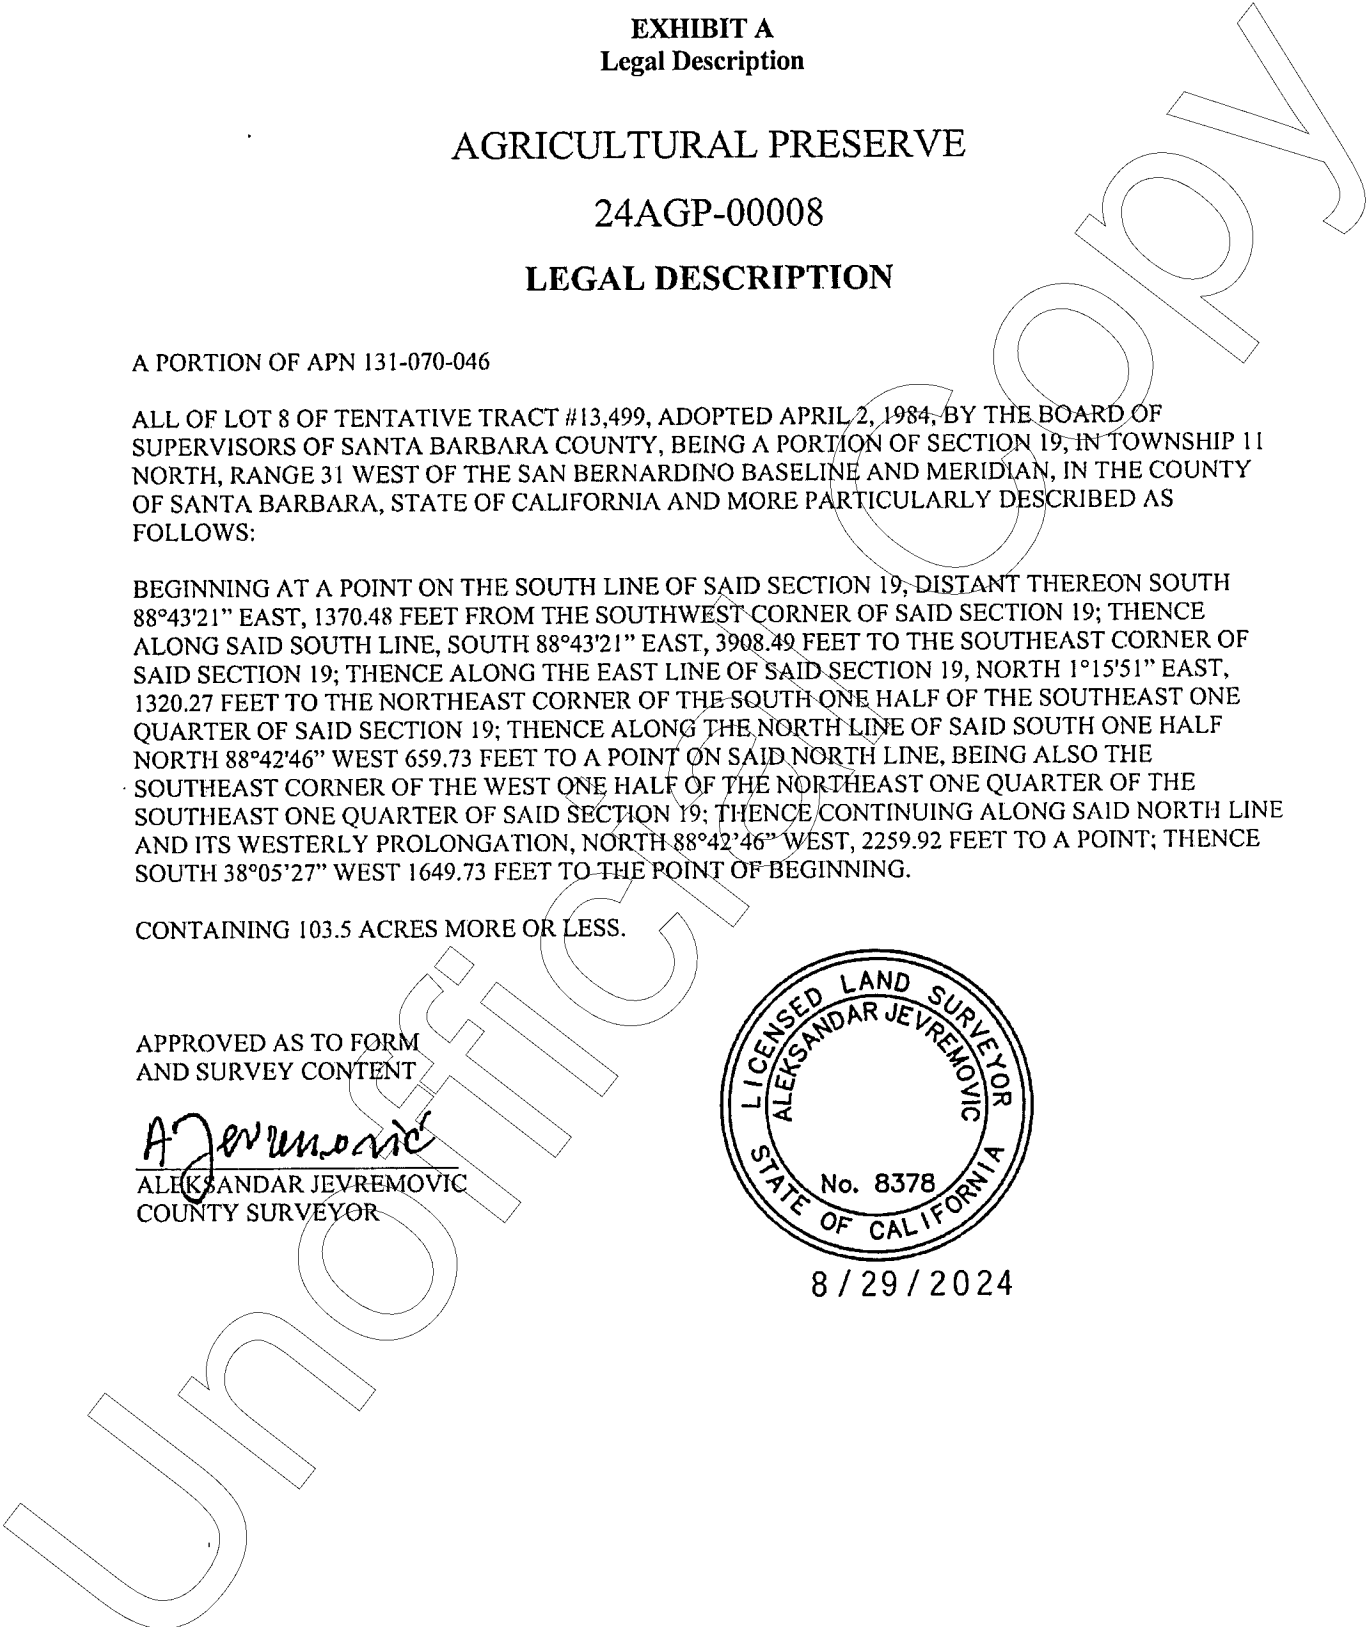 EXHIBIT A
Legal Description
AGRICULTURAL PRESERVE
24AGP-00008
LEGAL DESCRIPTION
A PORTION OF APN 131-070-046
ALL OF LOT 8 OF TENTATIVE TRACT #13,499, ADOPTED APRIL 2, 1984, BY THE BOARD OF
SUPERVISORS OF SANTA BARBARA COUNTY, BEING A PORTION OF SECTION 19, IN TOWNSHIP 11
NORTH, RANGE 31 WEST OF THE SAN BERNARDINO BASELINE AND MERIDIAN, IN THE COUNTY
OF SANTA BARBARA, STATE OF CALIFORNIA AND MORE PARTICULARLY DESCRIBED AS
FOLLOWS:
BEGINNING AT A POINT ON THE SOUTH LINE OF SAID SECTION 19, DISTANT THEREON SOUTH
88°43'21” EAST, 1370.48 FEET FROM THE SOUTHWEST CORNER OF SAID SECTION 19; THENCE
ALONG SAID SOUTH LINE, SOUTH 88°43'21” EAST, 3908.49 FEET TO THE SOUTHEAST CORNER OF
SAID SECTION 19; THENCE ALONG THE EAST LINE OF SAID SECTION 19, NORTH 1°15'51” EAST,
1320.27 FEET TO THE NORTHEAST CORNER OF THE SOUTH ONE HALF OF THE SOUTHEAST ONE
QUARTER OF SAID SECTION 19; THENCE ALONG THE NORTH LINE OF SAID SOUTH ONE HALF
NORTH 88°42'46” WEST 659.73 FEET TO A POINT ON SAID NORTH LINE, BEING ALSO THE
SOUTHEAST CORNER OF THE WEST ONE HALF OF THE NORTHEAST ONE QUARTER OF THE
SOUTHEAST ONE QUARTER OF SAID SECTION 19; THENCE CONTINUING ALONG SAID NORTH LINE
AND ITS WESTERLY PROLONGATION, NORTH 88°42’46” WEST, 2259.92 FEET TO A POINT; THENCE
SOUTH 38°05'27” WEST 1649.73 FEET TO THE POINT OF BEGINNING.
CONTAINING 103.5 ACRES MORE OR LESS.
APPROVED AS TO FORM
AND SURVEY CONTENT
A Jevremović
ALEKSANDAR JEVREMOVIC
COUNTY SURVEYOR
LICENSED LAND SURVEYOR
ALEKSANDAR JEVREMOVIC
No. 8378
STATE OF CALIFORNIA
8/29/2024
Unofficial Copy